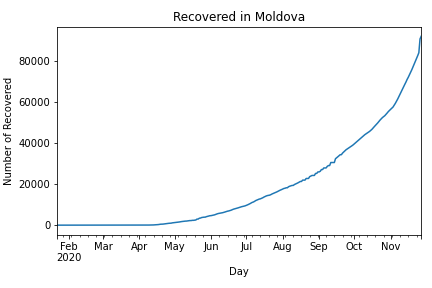 Recovered in Moldova
Number of Recovered
80000
60000
40000
20000
0
Feb Mar Apr May Jun Jul Aug Sep Oct Nov
2020
Day